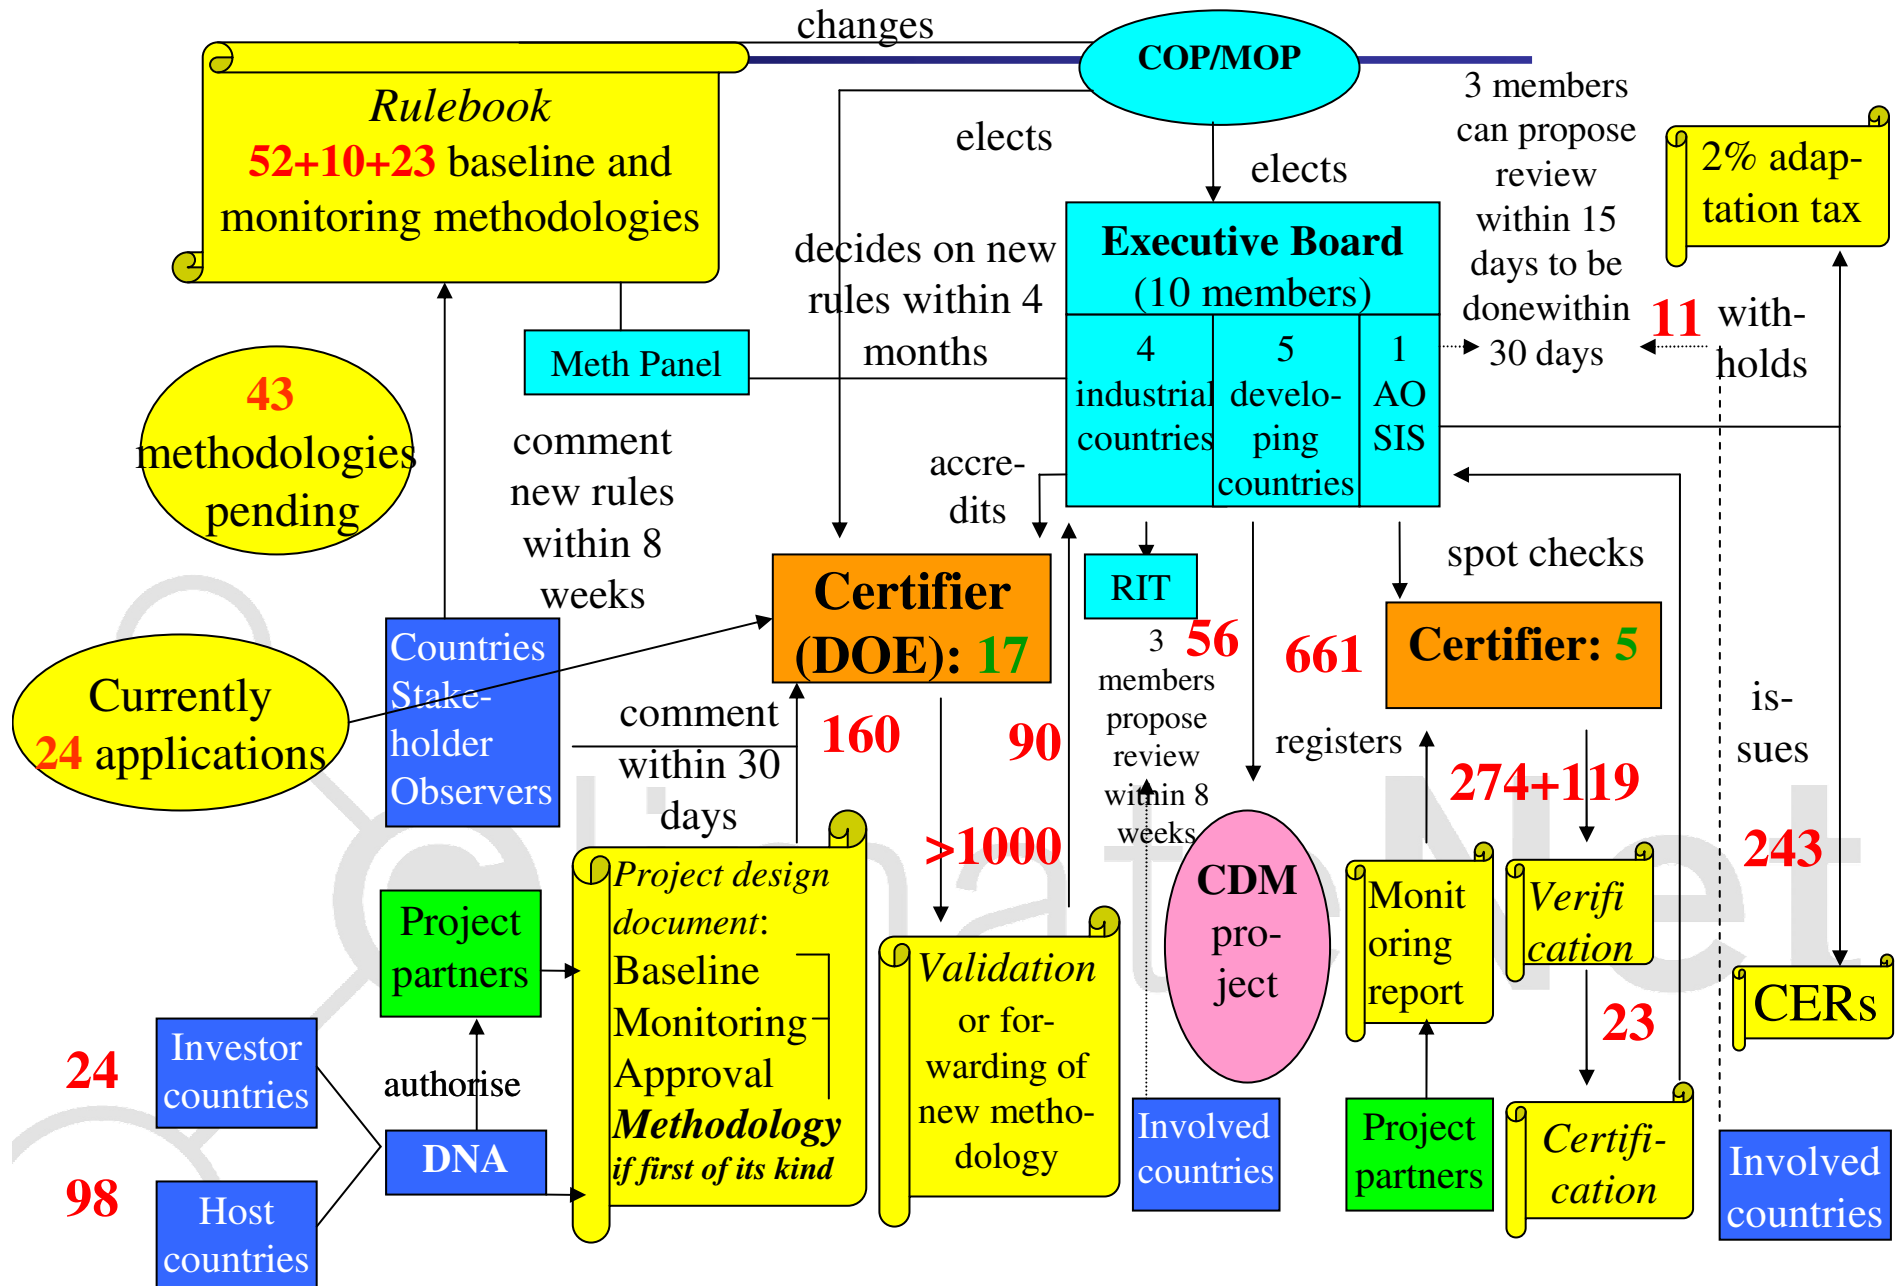 changes
COP/MOP
Rulebook
52+10+23 baseline and
monitoring methodologies
elects
elects
3 members
can propose
review
within 15
days to be
donewithin
30 days
2% adap-
tation tax
decides on new
rules within 4
months
Executive Board
(10 members)
4
industrial
countries
5
develo-
ping
countries
1
AO
SIS
11
with-
holds
Meth Panel
43
methodologies
pending
comment
new rules
within 8
weeks
accre-
dits
spot checks
Certifier
(DOE): 17
RIT
3
members
propose
review
within 8
weeks
56
661
Certifier: 5
Countries
Stake-
holder
Observers
Currently
24 applications
comment
within 30
days
160
90
>1000
registers
274+119
is-
sues
243
Project
partners
Project design
document:
Baseline
Monitoring
Approval
Methodology
if first of its kind
Validation
or for-
warding of
new metho-
dology
CDM
pro-
ject
Monit
oring
report
Verifi
cation
23
CERs
24
Investor
countries
authorise
DNA
98
Host
countries
Involved
countries
Project
partners
Certifi-
cation
Involved
countries